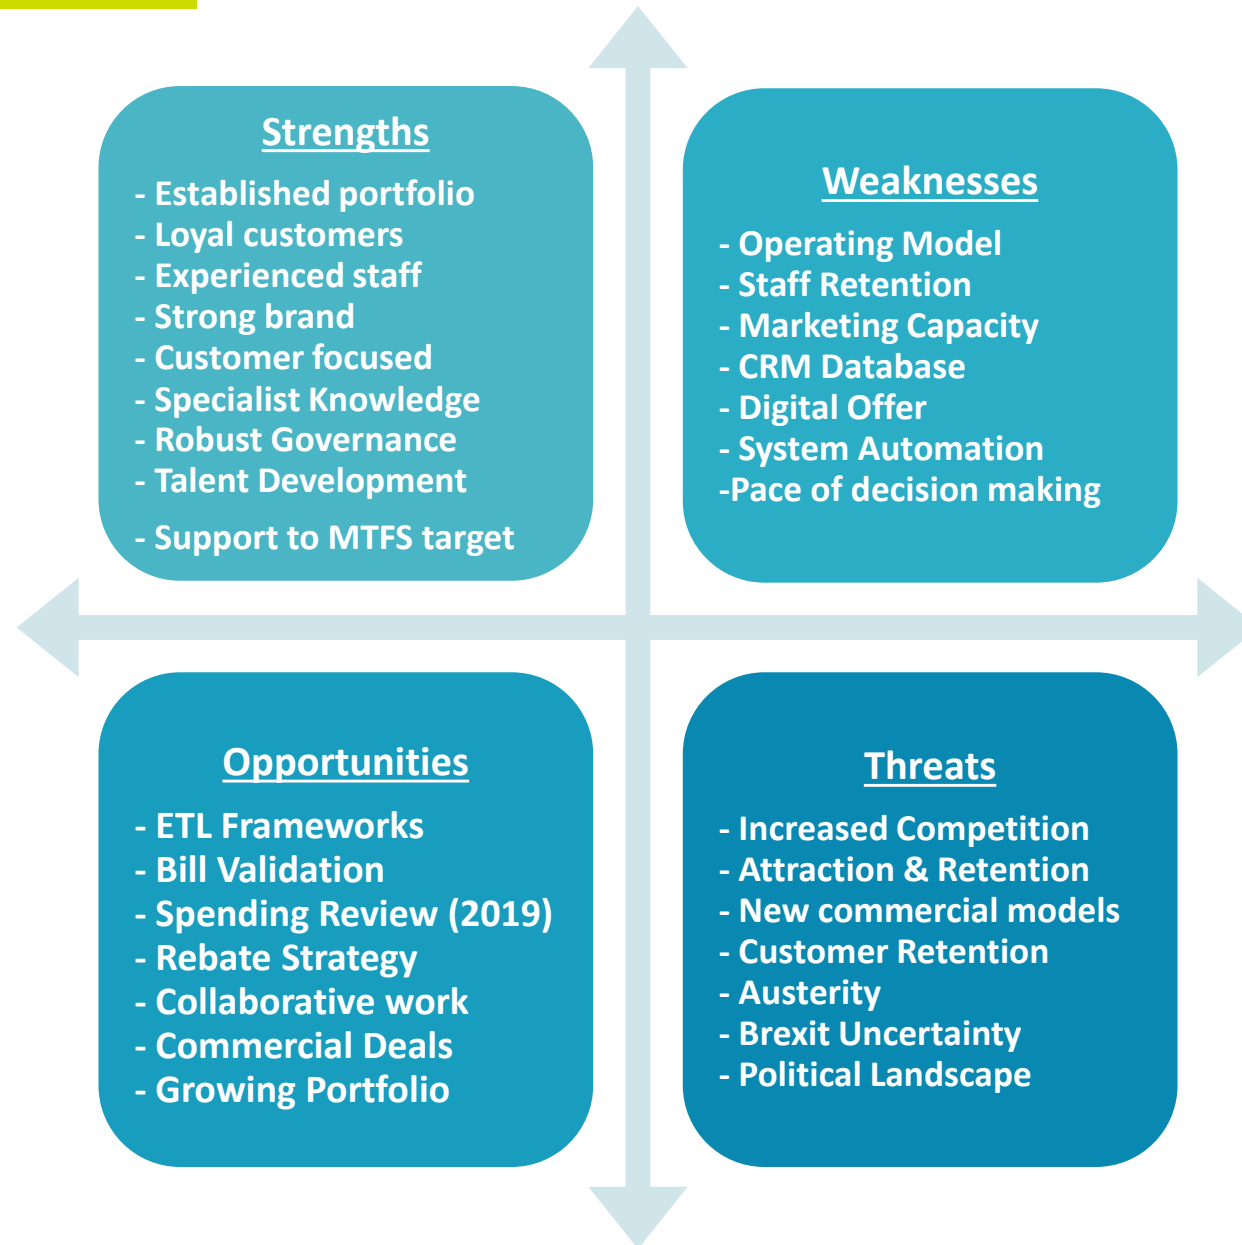 Strengths
- Established portfolio
- Loyal customers
- Experienced staff
- Strong brand
- Customer focused
- Specialist Knowledge
- Robust Governance
- Talent Development
- Support to MTFS target
Weaknesses
- Operating Model
- Staff Retention
- Marketing Capacity
- CRM Database
- Digital Offer
- System Automation
-Pace of decision making
Opportunities
- ETL Frameworks
- Bill Validation
- Spending Review (2019)
- Rebate Strategy
- Collaborative work
- Commercial Deals
- Growing Portfolio
Threats
- Increased Competition
- Attraction & Retention
- New commercial models
- Customer Retention
- Austerity
- Brexit Uncertainty
- Political Landscape